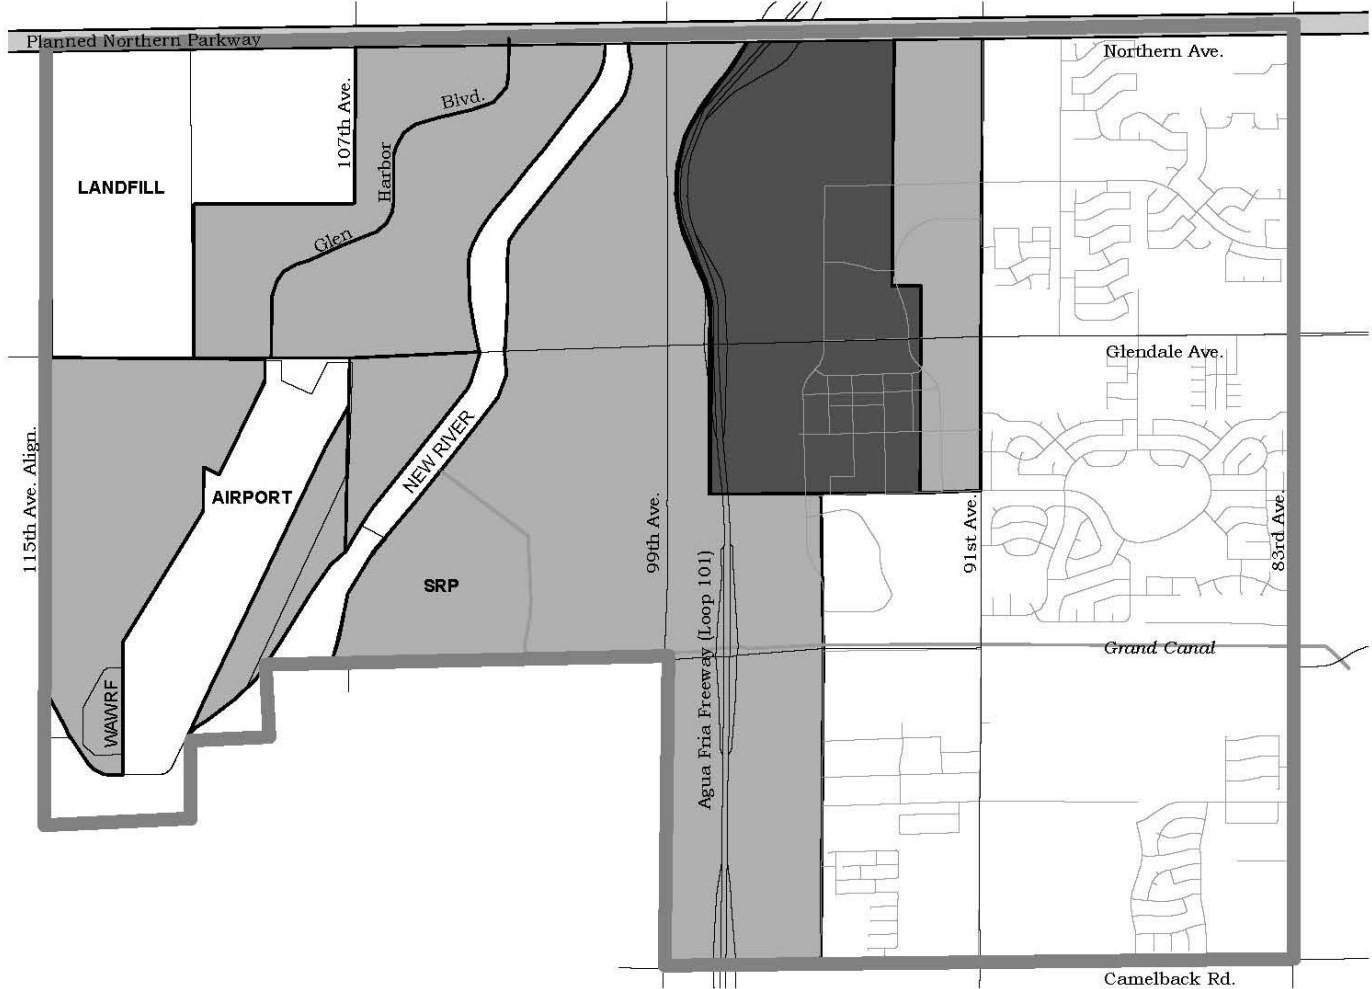 Planned Northern Parkway
Northern Ave.
107th Ave.
Blvd.
Harbor
Glen
LANDFILL
Glendale Ave.
115th Ave. Align.
AIRPORT
NEW RIVER
SRP
99th Ave.
Agua Fria Freeway (Loop 101)
91st Ave.
83rd Ave.
Grand Canal
WAWRF
Camelback Rd.